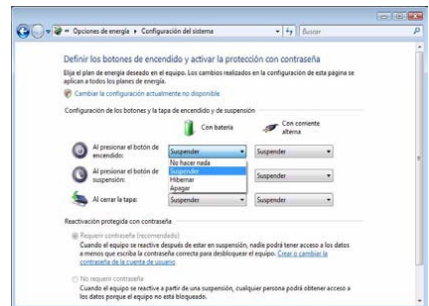 Opciones de energía ▸ Configuración del sistema
Buscar
Definir los botones de encendido y activar la protección con contraseña
Elija el plan de energía deseado en el equipo. Los cambios realizados en la configuración de esta página se
aplican a todos los planes de energía.
Cambiar la configuración actualmente no disponible
Configuración de los botones y la tapa de encendido y de suspensión
Con batería
Con corriente
alterna
Al presionar el botón de
encendido:
Suspender
Suspender
No hacer nada
Suspender
Hibernar
Apagar
Al presionar el botón de
suspensión:
Suspender
Al cerrar la tapa:
Suspender
Suspender
Reactivación protegida con contraseña
Requerir contraseña (recomendado)
Cuando el equipo se reactive después de estar en suspensión, nadie podrá tener acceso a los datos
a menos que escriba la contraseña correcta para desbloquear el equipo. Crear o cambiar la
contraseña de la cuenta de usuario
No requerir contraseña
Cuando el equipo se reactive a partir de una suspensión, cualquier persona podrá obtener acceso a
los datos porque el equipo no está bloqueado.